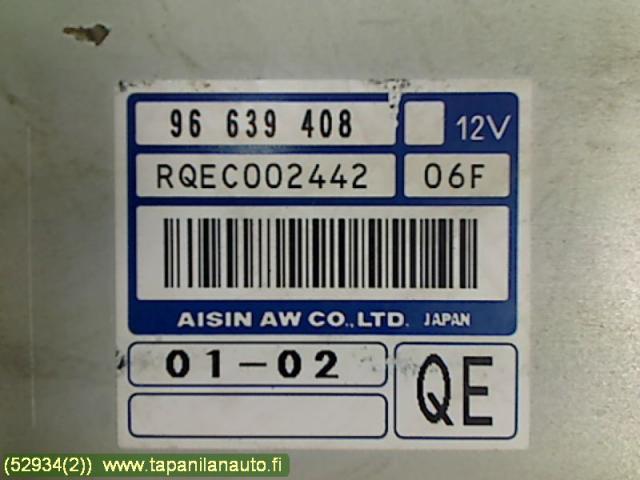 96 639 408
12V
RQEC002442
06F
AISIN AW CO., LTD. JAPAN
01-02
QE
(52934(2)) www.tapanilanauto.fi